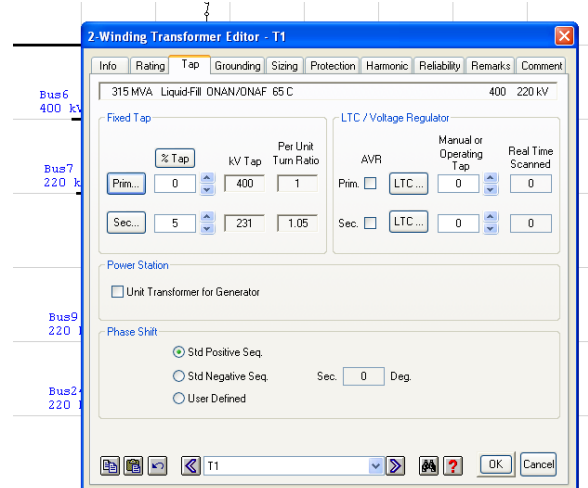 2-Winding Transformer Editor - T1
Info Rating Tap Grounding Sizing Protection Harmonic Reliability Remarks Comment
315 MVA Liquid-Fill ONAN/ONAF 65 C 400 220 kV
Bus6
400 kV
Fixed Tap
% Tap
kV Tap
Per Unit
Turn Ratio
Prim... 0 400 1
Sec... 5 231 1.05
LTC / Voltage Regulator
AVR
Manual or
Operating
Tap
Real Time
Scanned
Prim. LTC ... 0 0
Sec. LTC ... 0 0
Bus7
220 k
Power Station
Unit Transformer for Generator
Bus9
220
Phase Shift
Std Positive Seq.
Std Negative Seq. Sec. 0 Deg.
User Defined
Bus2
220
T1
? OK Cancel